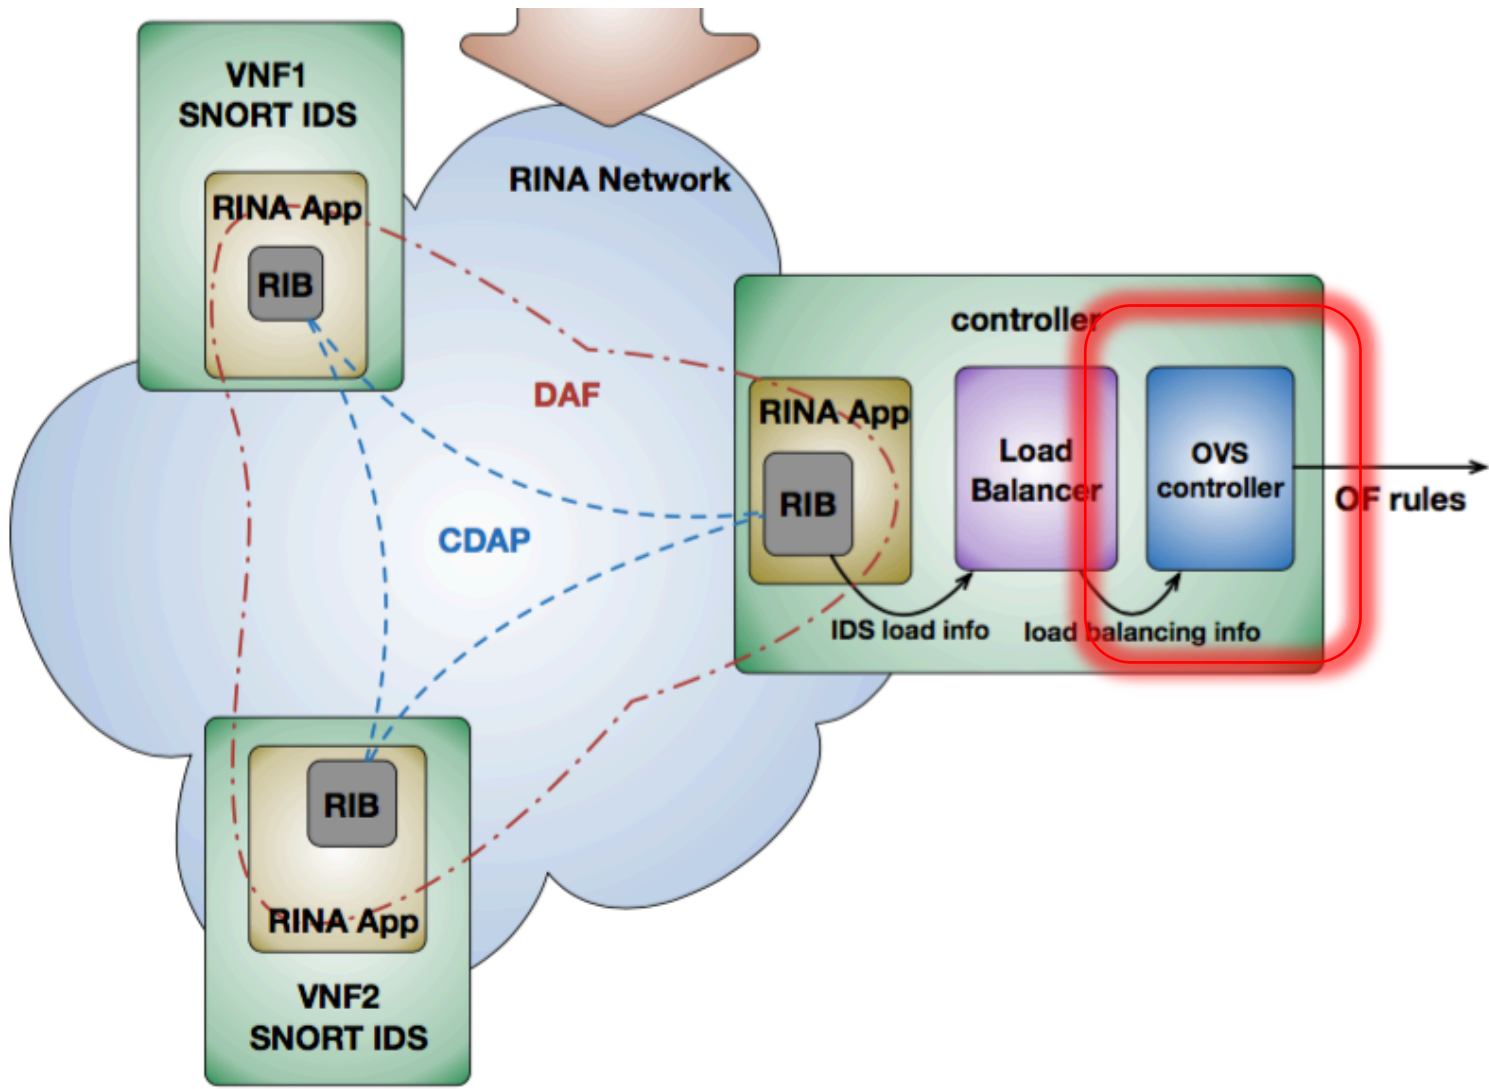 VNF1
SNORT IDS
RINA App
RIB
RINA Network
DAF
CDAP
controller
RINA App
RIB
Load
Balancer
OVS
controller
OF rules
IDS load info
load balancing info
RIB
RINA App
VNF2
SNORT IDS